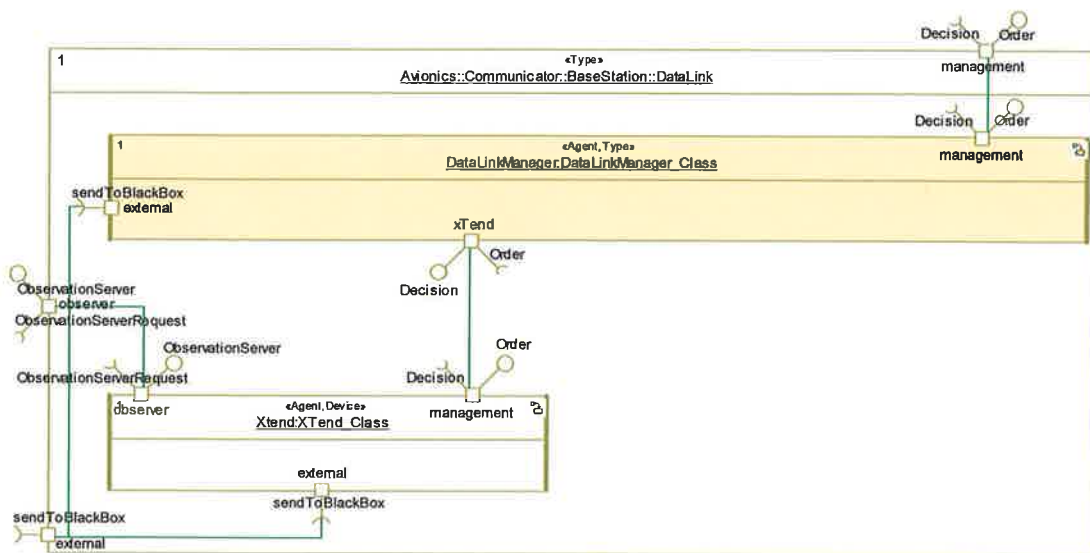 Decision
Order
1
«Type»
Avionics::Communicator::BaseStation::DataLink
management
Decision
Order
1
«Agent,Type»
DataLinkManager:DataLinkManager_Class
management
sendToBlackBox
external
xTend
Order
Decision
ObservationServer
observer
ObservationServerRequest
ObservationServer
Order
ObservationServerRequest
Decision
1
observer
«Agent,Device»
Xtend:XTend_Class
management
external
sendToBlackBox
sendToBlackBox
external